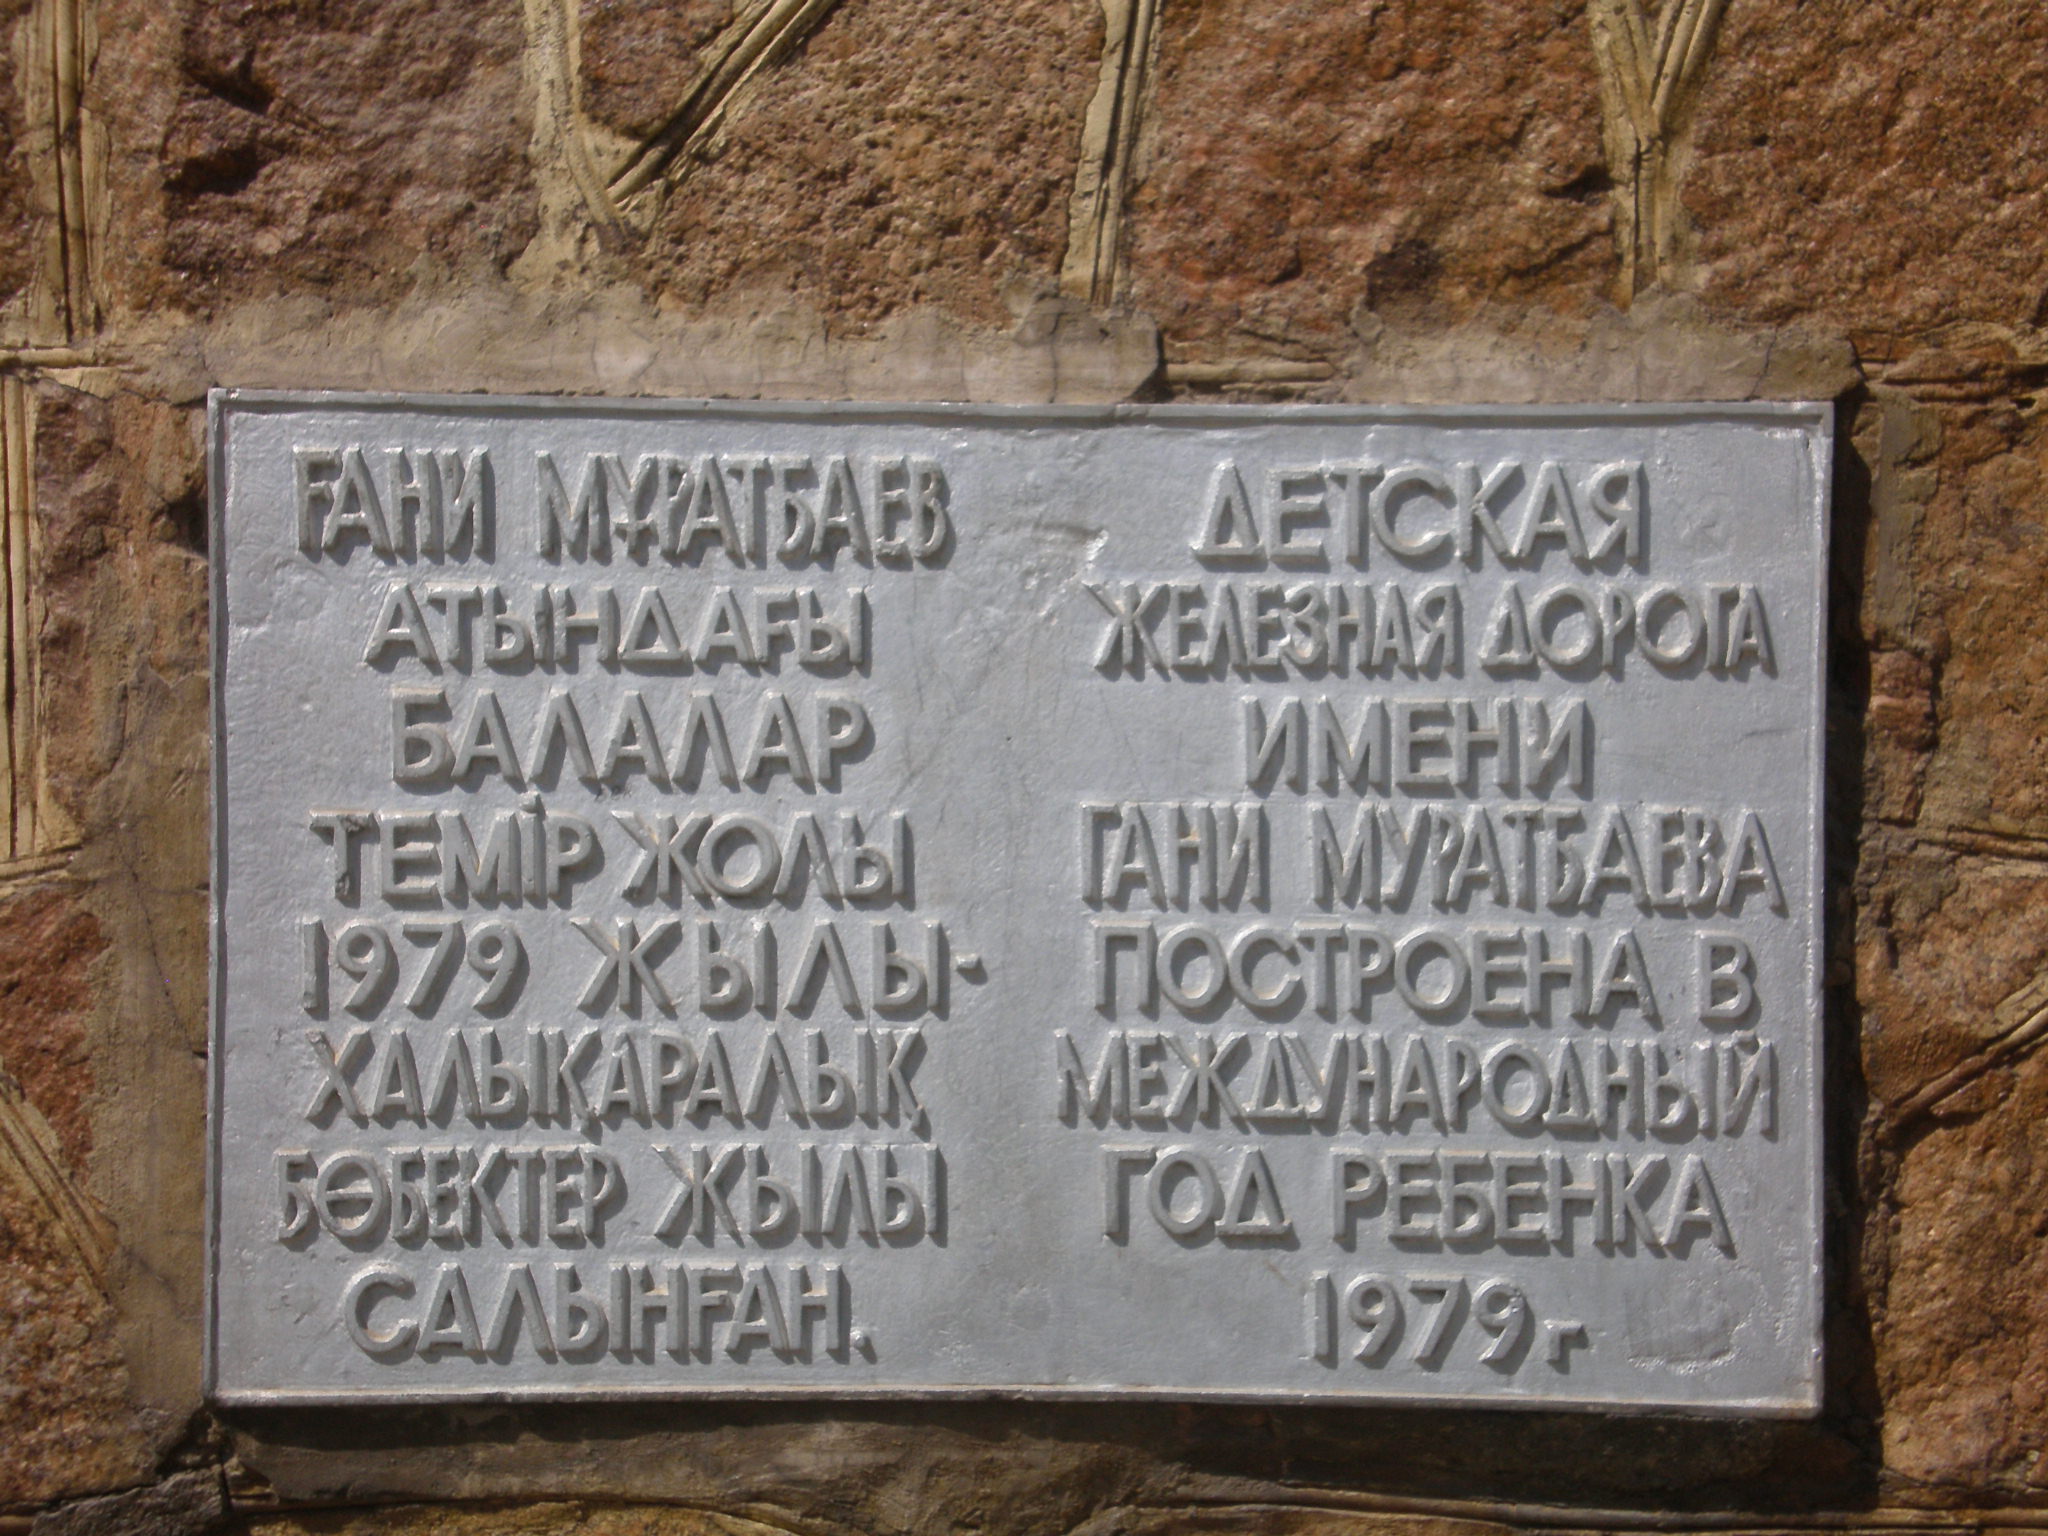 ҒАНИ МҰРАТБАЕВ
АТЫНДАҒЫ
БАЛАЛАР
ТЕМІР ЖОЛЫ
1979 ЖЫЛЫ-
ХАЛЫҚАРАЛЫҚ
БӨБЕКТЕР ЖЫЛЫ
САЛЫНҒАН.
ДЕТСКАЯ
ЖЕЛЕЗНАЯ ДОРОГА
ИМЕНИ
ГАНИ МУРАТБАЕВА
ПОСТРОЕНА В
МЕЖДУНАРОДНЫЙ
ГОД РЕБЕНКА
1979 г